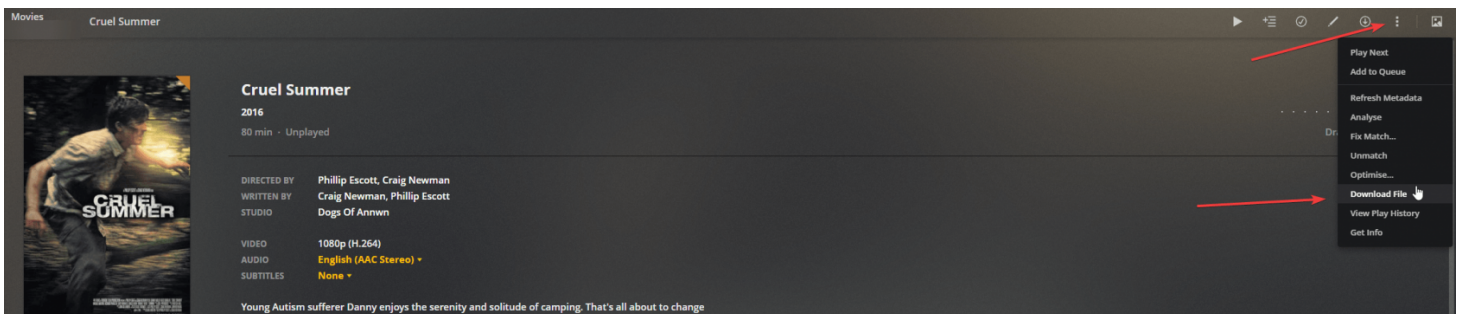 Movies
Cruel Summer
Cruel Summer
2016
80 min · Unplayed
DIRECTED BY Phillip Escott, Craig Newman
WRITTEN BY Craig Newman, Phillip Escott
STUDIO Dogs Of Annwn
VIDEO 1080p (H.264)
AUDIO English (AAC Stereo)
SUBTITLES None
Young Autism sufferer Danny enjoys the serenity and solitude of camping. That's all about to change
CRUEL
SUMMER
Play Next
Add to Queue
Refresh Metadata
Analyse
Fix Match...
Unmatch
Optimise...
Download File
View Play History
Get Info